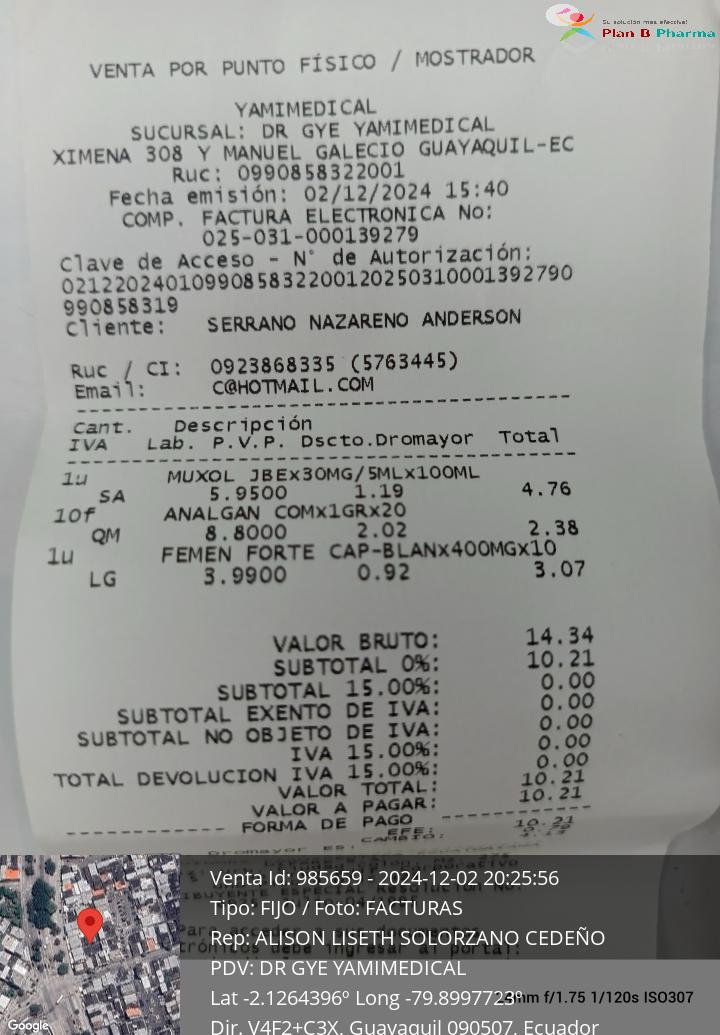 Su solución mas efectiva!
Plan B Pharma
VENTA POR PUNTO FÍSICO / MOSTRADOR
YAMIMEDICAL
SUCURSAL: DR GYE YAMIMEDICAL
XIMENA 308 Y MANUEL GALECIO GUAYAQUIL-EC
Ruc: 0990858322001
Fecha emisión: 02/12/2024 15:40
COMP. FACTURA ELECTRONICA No:
025-031-000139279
Clave de Acceso - N° de Autorización:
0212202401099085832200120250310001392790
990858319
Cliente: SERRANO NAZARENO ANDERSON
Ruc / CI: 0923868335 (5763445)
Email: C@HOTMAIL.COM
Cant. Descripción
IVA Lab. P.V.P. Dscto.Dromayor Total
1u MUXOL JBEx30MG/5MLx100ML
SA 5.9500 1.19 4.76
10f ANALGAN COMx1GRx20
QM 8.8000 2.02 2.38
1u FEMEN FORTE CAP-BLANx400MGx10
LG 3.9900 0.92 3.07
VALOR BRUTO: 14.34
SUBTOTAL 0%: 10.21
SUBTOTAL 15.00%: 0.00
SUBTOTAL EXENTO DE IVA: 0.00
SUBTOTAL NO OBJETO DE IVA: 0.00
IVA 15.00%: 0.00
TOTAL DEVOLUCION IVA 15.00%: 0.00
VALOR TOTAL: 10.21
VALOR A PAGAR: 10.21
FORMA DE PAGO
EFE: 10.21
CAMBIO:
Dromayor ES:
Venta Id: 985659 - 2024-12-02 20:25:56
Tipo: FIJO / Foto: FACTURAS
Rep: ALISON LISETH SOLORZANO CEDEÑO
PDV: DR GYE YAMIMEDICAL
Lat -2.1264396º Long -79.8997723º
mm f/1.75 1/120s ISO307
Dir. V4F2+C3X, Guayaquil 090507, Ecuador
Google